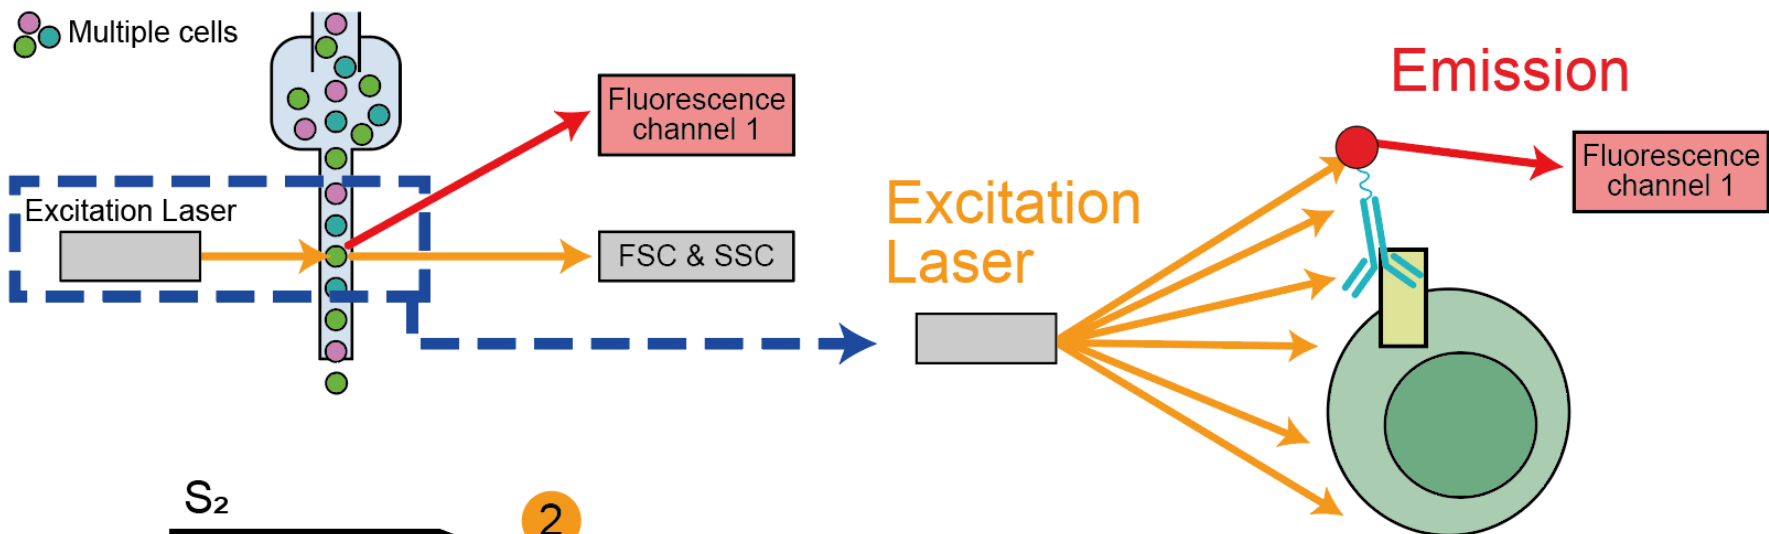 Multiple cells
Fluorescence
channel 1
Excitation Laser
FSC & SSC
Excitation
Laser
Emission
Fluorescence
channel 1
S₂
2